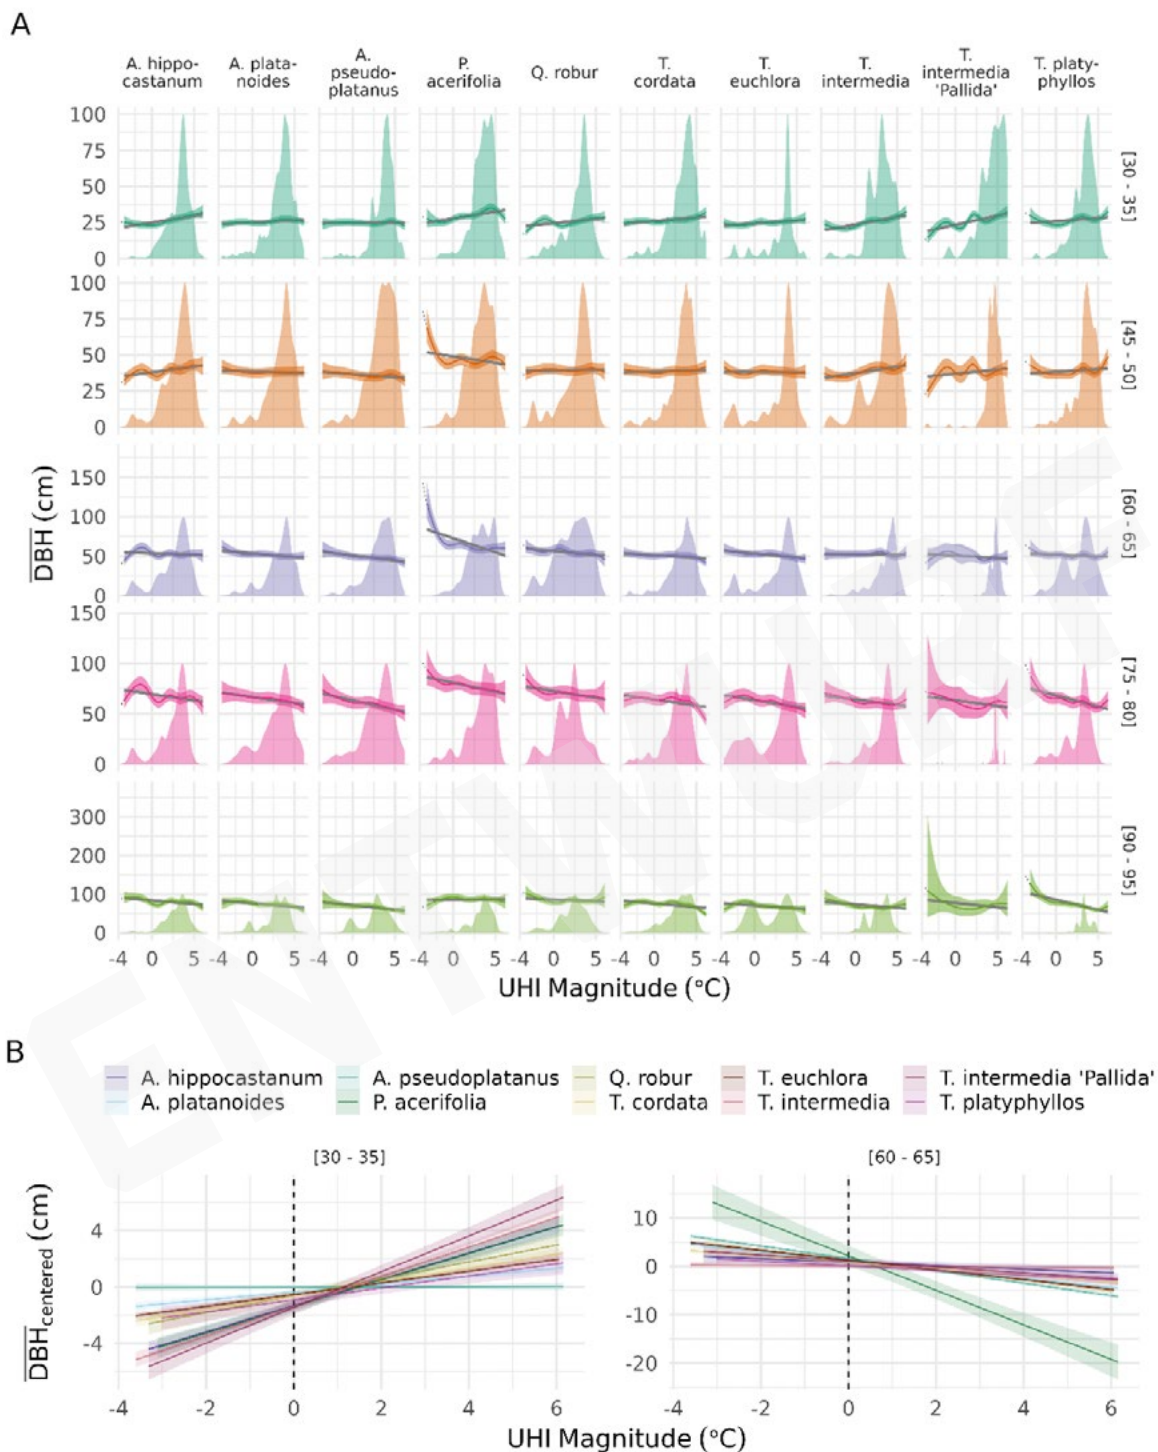 A
A. hippo-
castanum
A. plata-
noides
A.
pseudo-
platanus
P.
acerifolia
Q. robur
T.
cordata
T.
euchlora
T.
intermedia
T.
intermedia
'Pallida'
T. platy-
phyllos
100
75
50
25
0
[30 - 35]
100
75
50
25
0
[45 - 50]
150
100
50
0
[60 - 65]
150
100
50
0
[75 - 80]
300
200
100
0
[90 - 95]
DBH (cm)
-4 0 5 -4 0 5 -4 0 5 -4 0 5 -4 0 5 -4 0 5 -4 0 5 -4 0 5 -4 0 5 -4 0 5
UHI Magnitude (°C)
ENTWURF
B
A. hippocastanum A. pseudoplatanus Q. robur T. euchlora T. intermedia 'Pallida'
A. platanoides P. acerifolia T. cordata T. intermedia T. platyphyllos
[30 - 35] [60 - 65]
DBHcentered (cm)
4
0
-4
10
0
-10
-20
-4 -2 0 2 4 6 -4 -2 0 2 4 6
UHI Magnitude (°C)